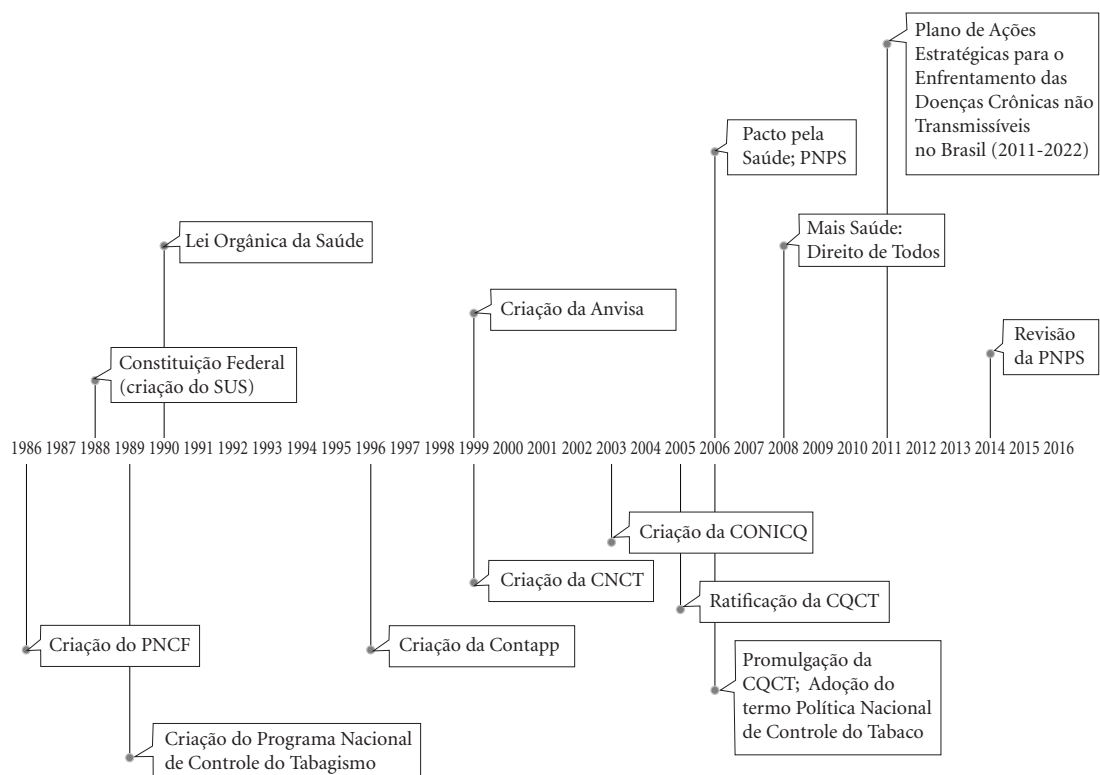 Plano de Ações
Estratégicas para o
Enfrentamento das
Doenças Crônicas não
Transmissíveis
no Brasil (2011-2022)
Pacto pela
Saúde; PNPS
Lei Orgânica da Saúde
Mais Saúde:
Direito de Todos
Criação da Anvisa
Revisão
da PNPS
Constituição Federal
(criação do SUS)
1986 1987 1988 1989 1990 1991 1992 1993 1994 1995 1996 1997 1998 1999 2000 2001 2002 2003 2004 2005 2006 2007 2008 2009 2010 2011 2012 2013 2014 2015 2016
Criação da CONICQ
Criação da CNCT
Ratificação da CQCT
Criação do PNCF
Criação da Contapp
Promulgação da
CQCT; Adoção do
termo Política Nacional
de Controle do Tabaco
Criação do Programa Nacional
de Controle do Tabagismo